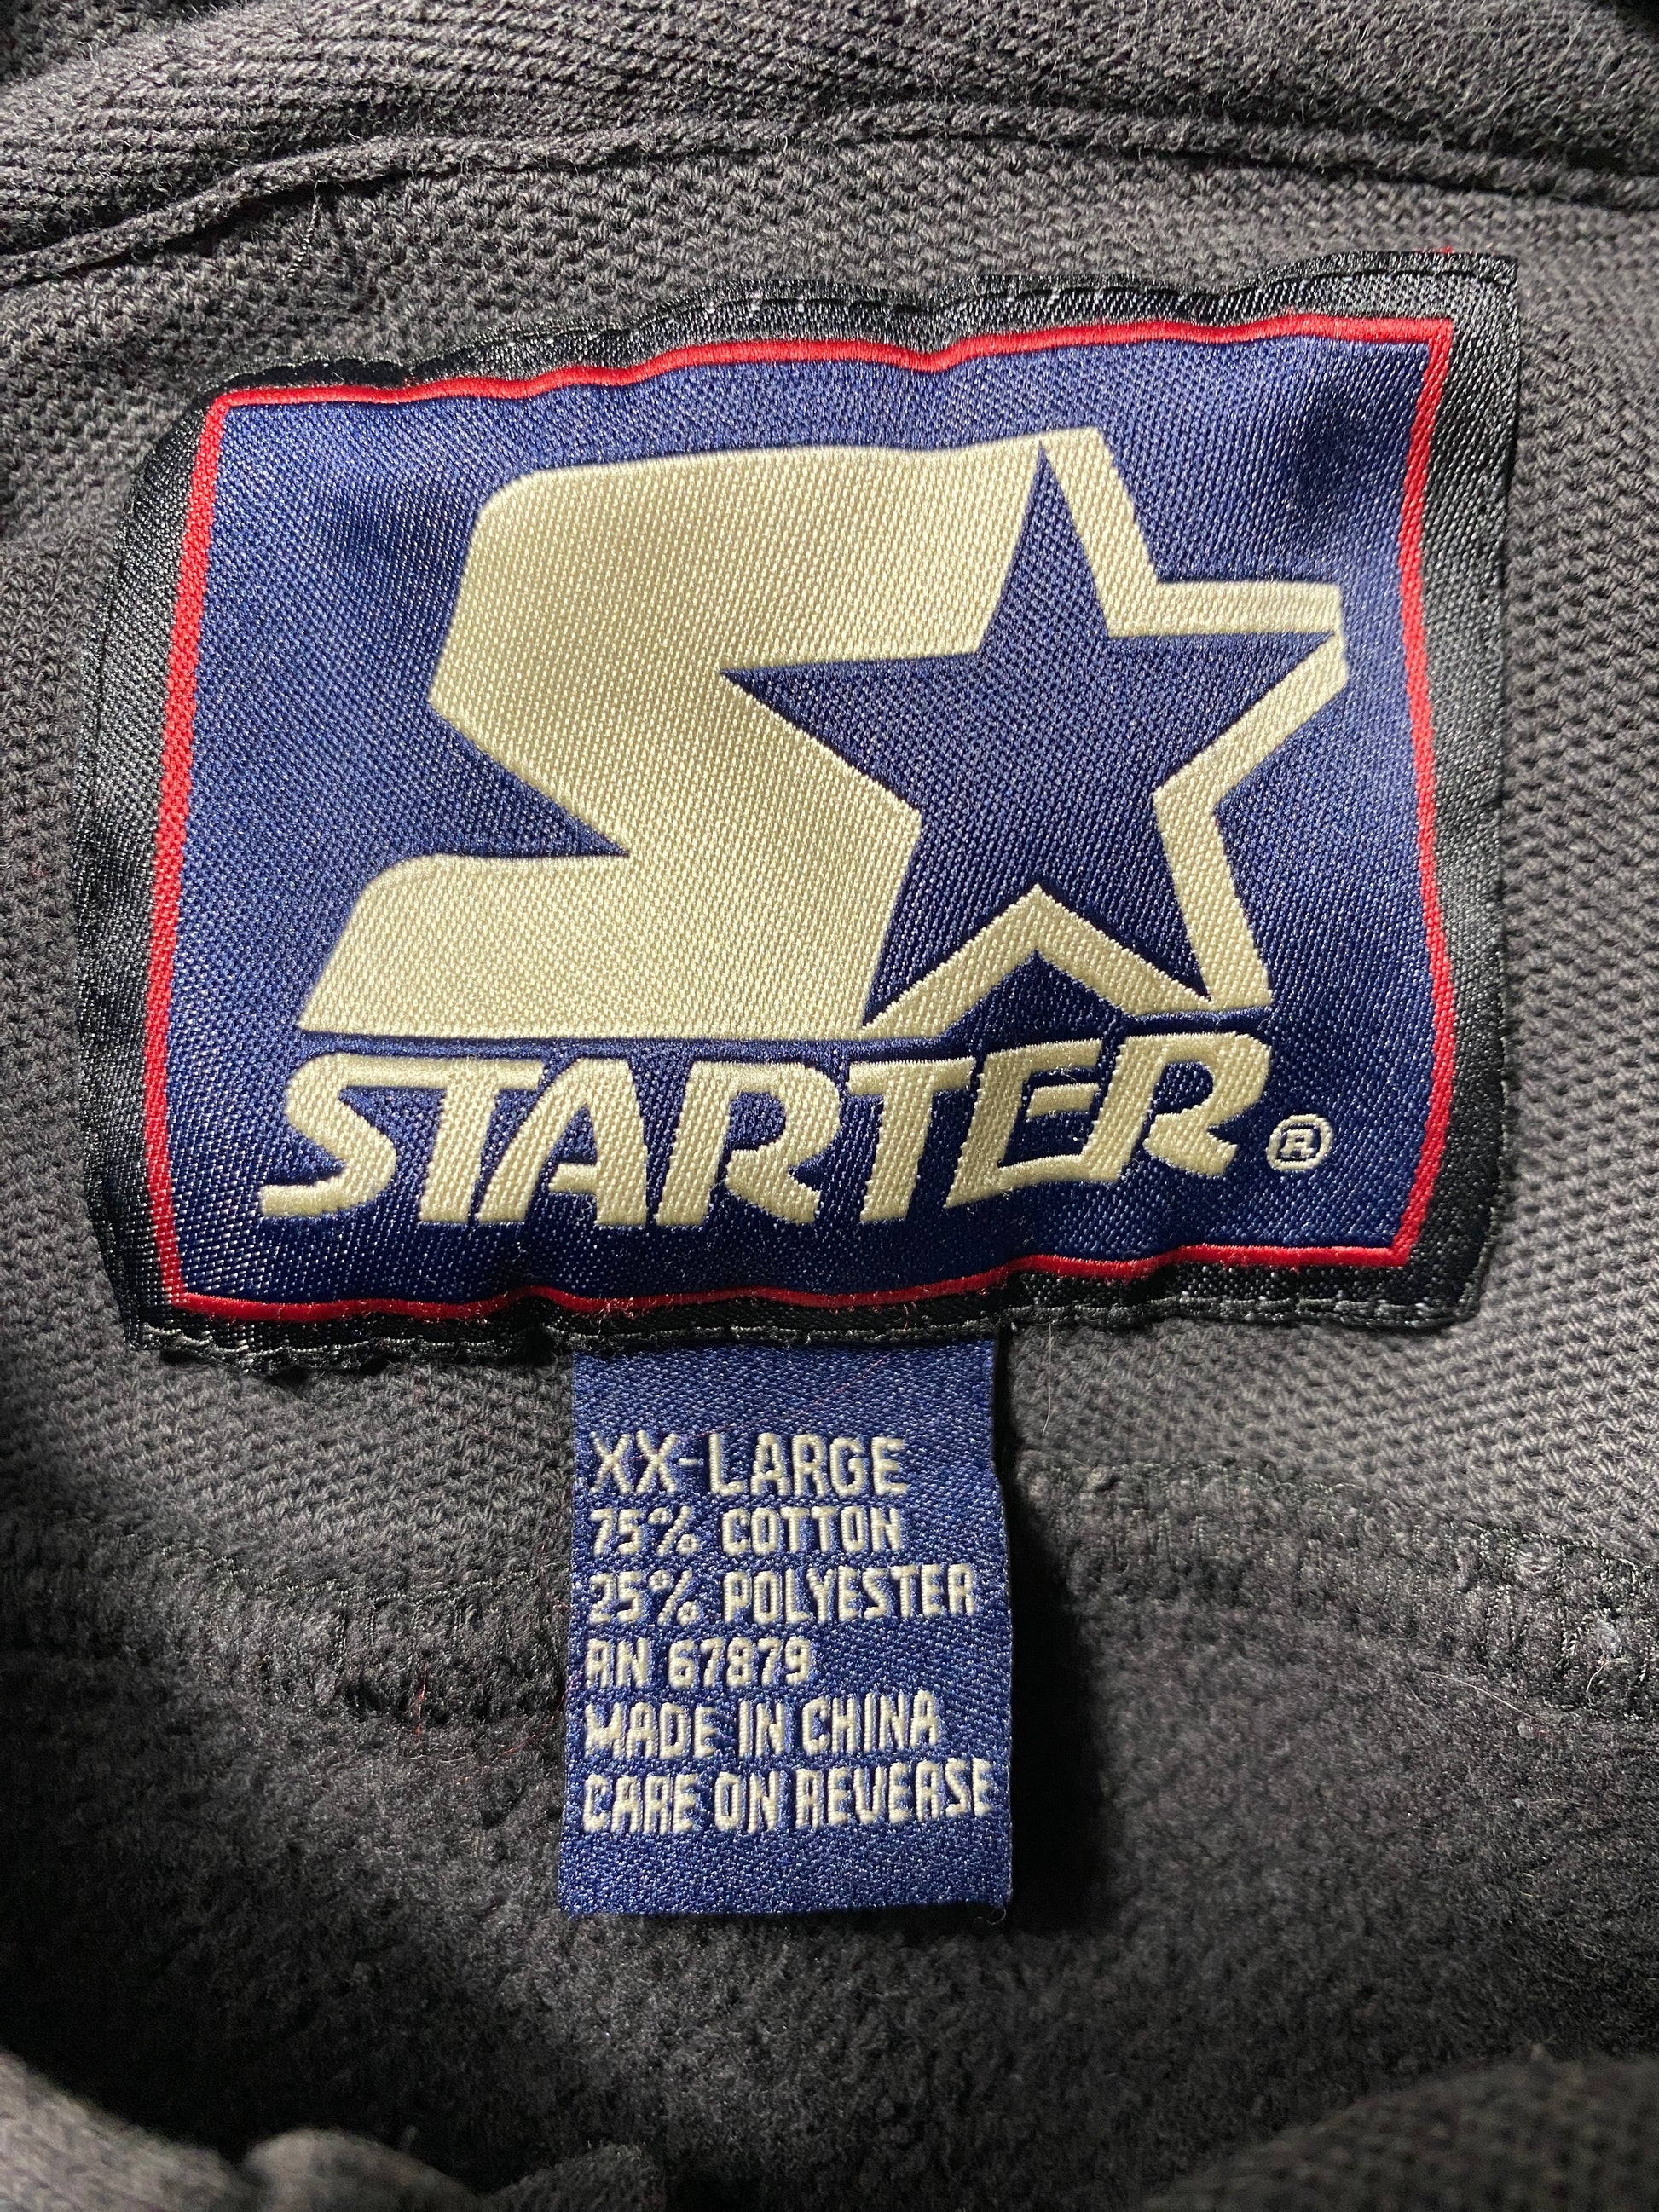 STARTER®
XX-LARGE
75% COTTON
25% POLYESTER
RN 67879
MADE IN CHINA
CARE ON REVERSE